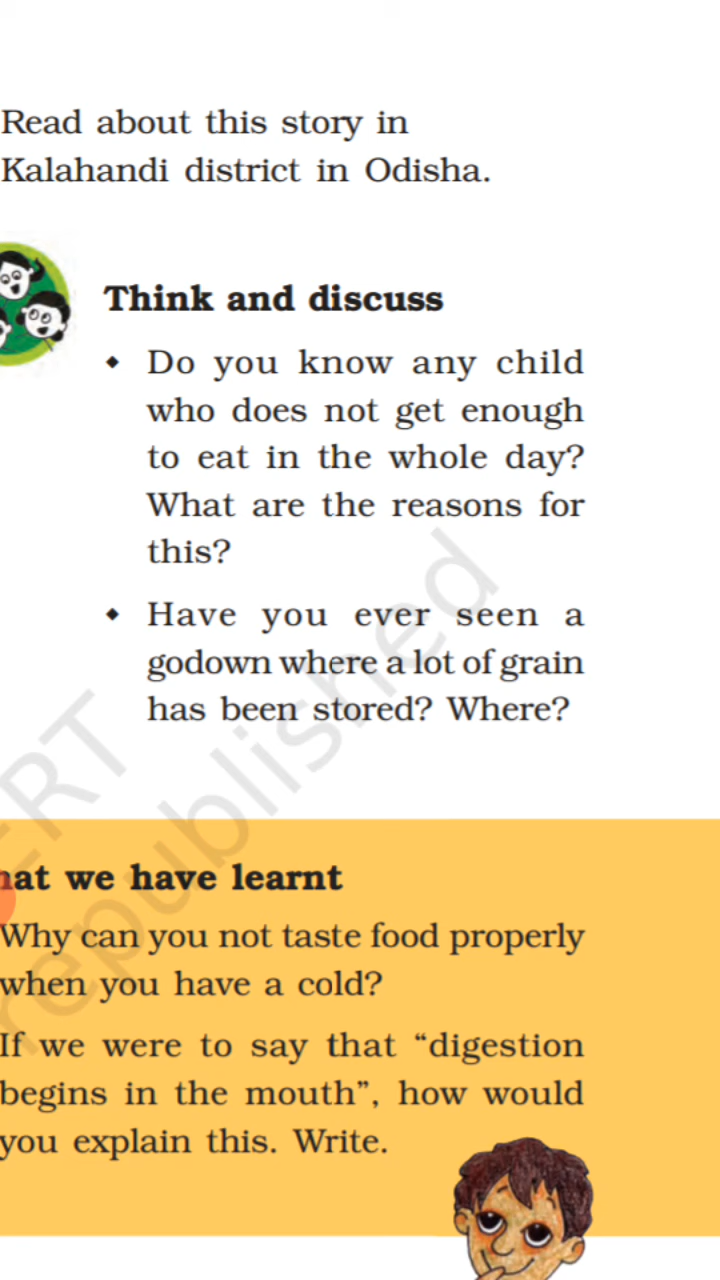 Read about this story in
Kalahandi district in Odisha.
Think and discuss
• Do you know any child
who does not get enough
to eat in the whole day?
What are the reasons for
this?
• Have you ever seen a
godown where a lot of grain
has been stored? Where?
hat we have learnt
Why can you not taste food properly
when you have a cold?
If we were to say that “digestion
begins in the mouth”, how would
you explain this. Write.
ERT
republished